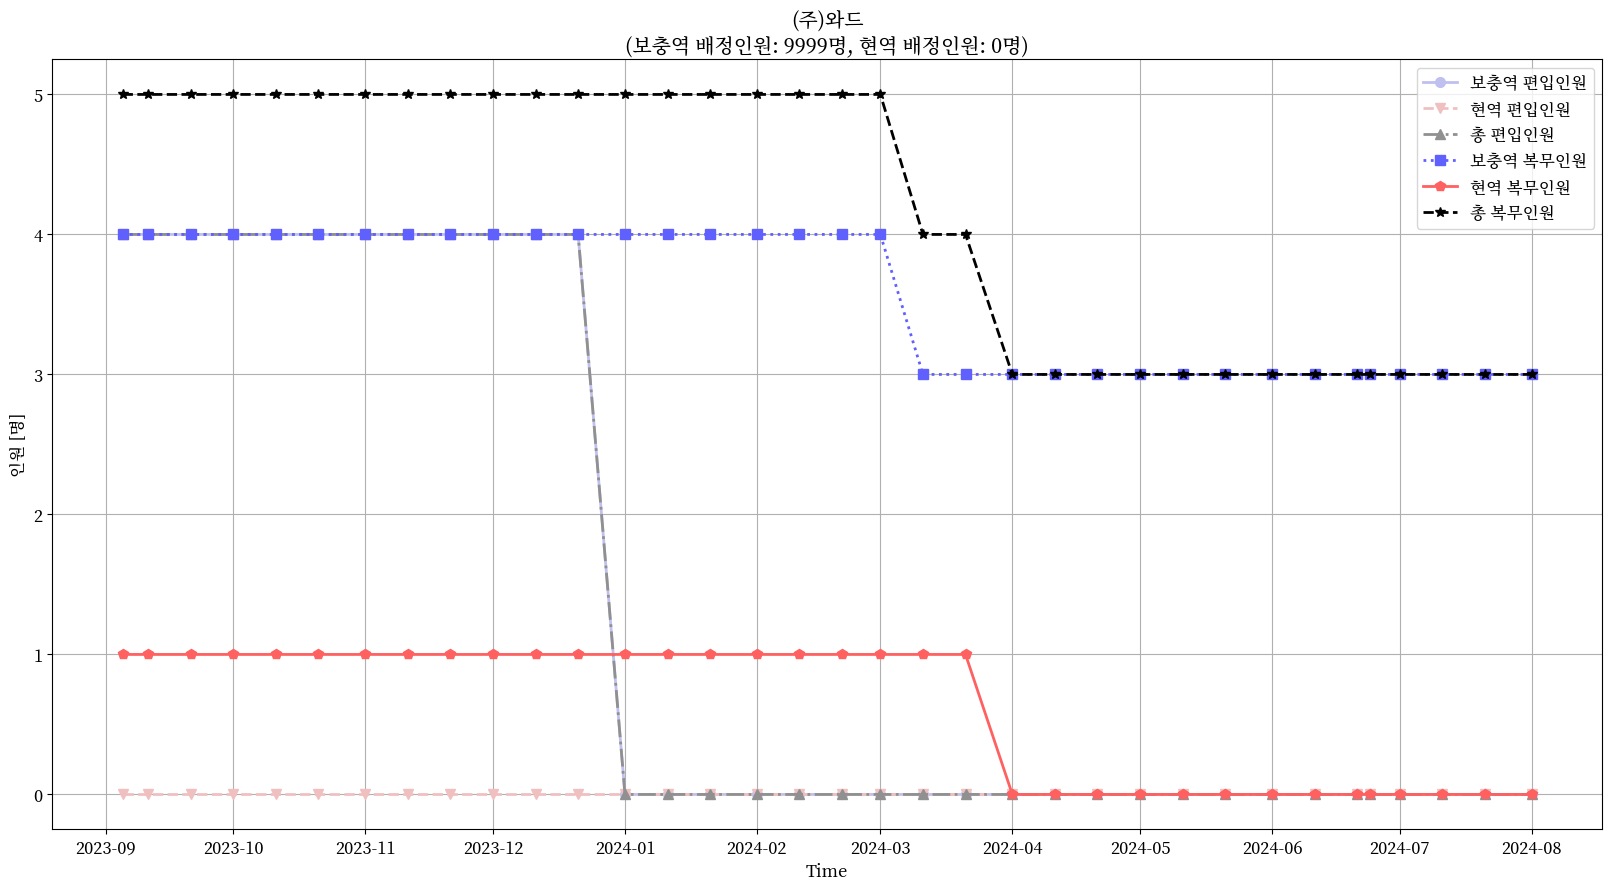 (주)와드
(보충역 배정인원: 9999명, 현역 배정인원: 0명)
보충역 편입인원
현역 편입인원
총 편입인원
보충역 복무인원
현역 복무인원
총 복무인원
인원 [명]
5
4
3
2
1
0
2023-09 2023-10 2023-11 2023-12 2024-01 2024-02 2024-03 2024-04 2024-05 2024-06 2024-07 2024-08
Time